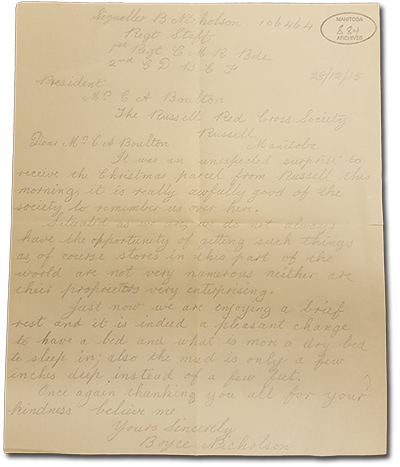 Signaller B Nicholson 106464
Regt Staff
1st Regt C M R Bde
2nd C D B E F
MANITOBA
ARCHIVES
28/12/15
President
Mrs C A Boulton
The Russell Red Cross Society
Russell
Manitoba
Dear Mrs C A Boulton
It was an unexpected surprise to
receive the Christmas parcel from Russell this
morning, it is really awfully good of the
society to remember us over here.
Situated as we are, we do not always
have the opportunity of getting such things
as of course stores in this part of the
world are not very numerous neither are
their proprietors very enterprising.
Just now we are enjoying a brief
rest and it is indeed a pleasant change
to have a bed and what is more a dry bed
to sleep in; also the mud is only a few
inches deep instead of a few feet.
Once again thanking you all for your
kindness believe me
Yours Sincerely
Boyce Nicholson